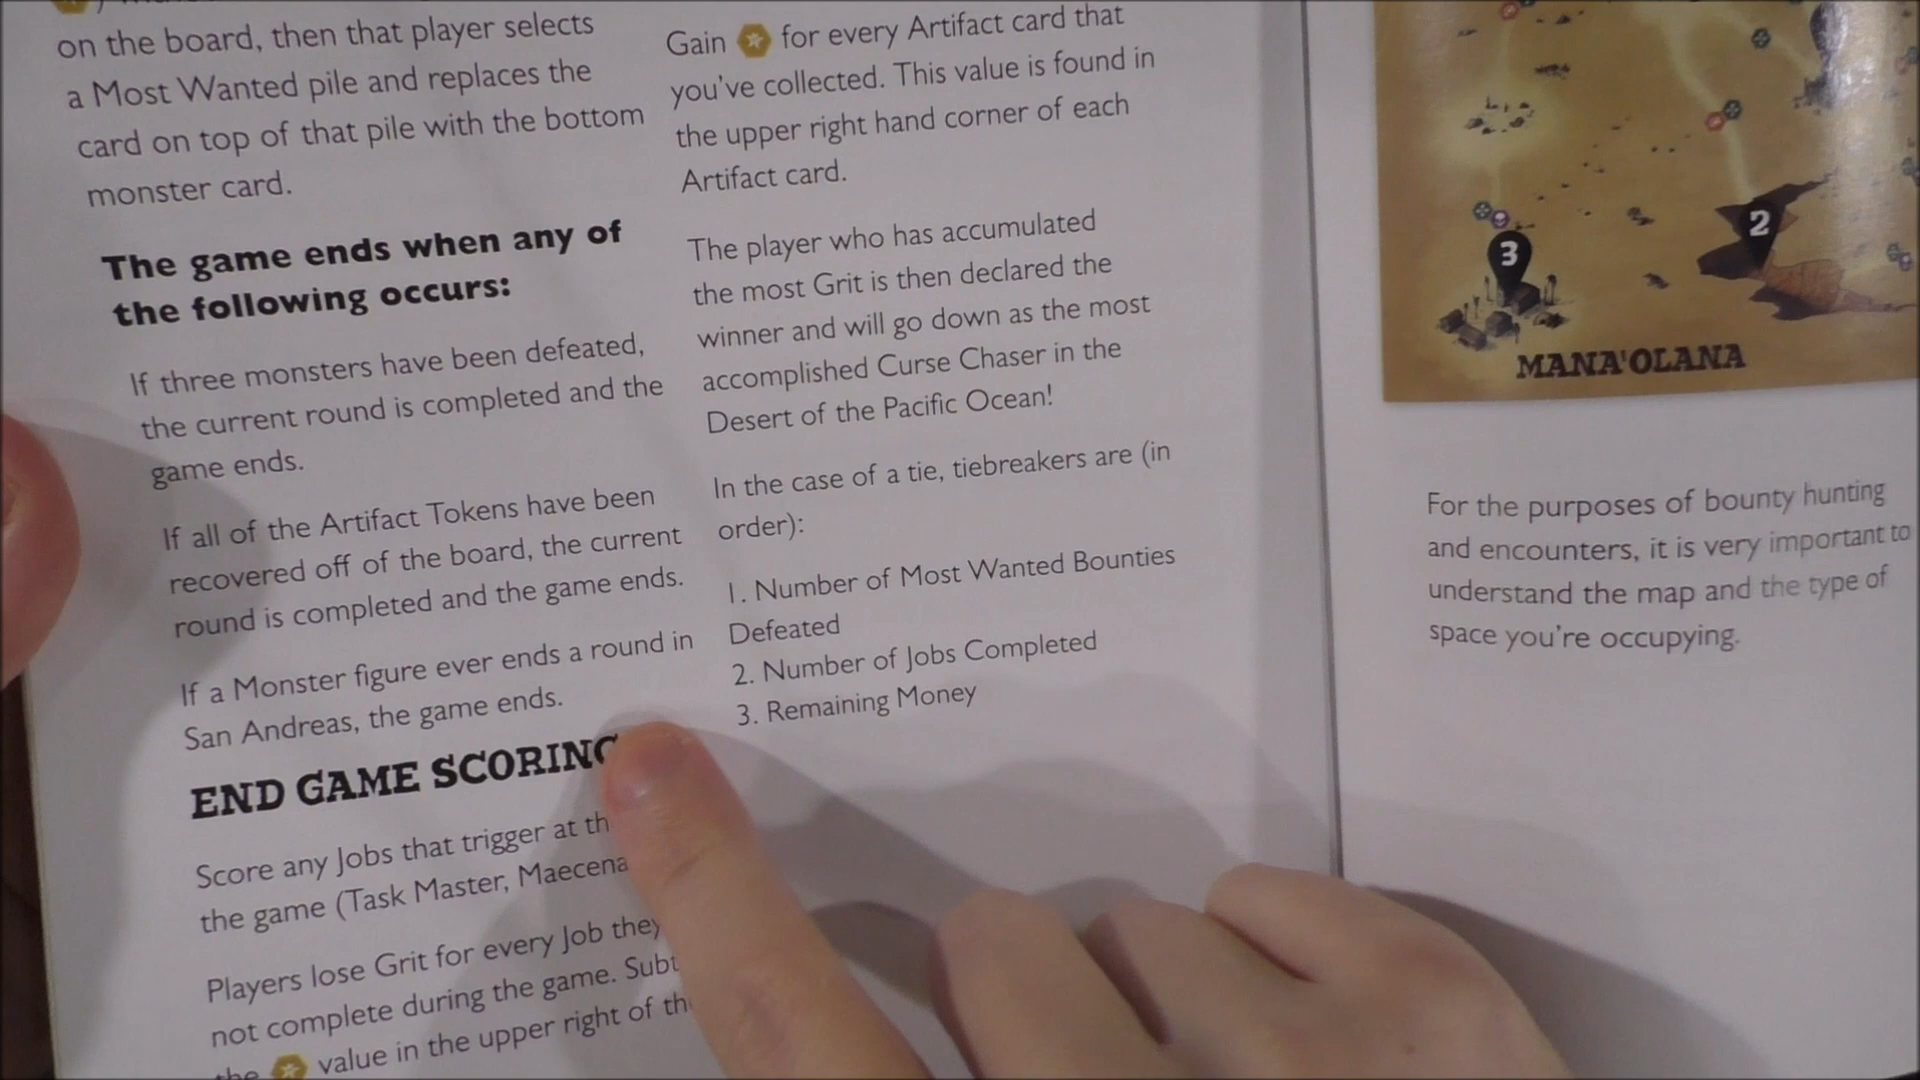 on the board, then that player selects
a Most Wanted pile and replaces the
card on top of that pile with the bottom
monster card.
The game ends when any of
the following occurs:
If three monsters have been defeated,
the current round is completed and the
game ends.
If all of the Artifact Tokens have been
recovered off of the board, the current
round is completed and the game ends.
If a Monster figure ever ends a round in
San Andreas, the game ends.
END GAME SCORING
Score any Jobs that trigger at
the game (Task Master,
Players lose Grit for every Job they
not complete during the game.
the value in the upper right of
Gain for every Artifact card that
you've collected. This value is found in
the upper right hand corner of each
Artifact card.
The player who has accumulated
the most Grit is then declared the
winner and will go down as the most
accomplished Curse Chaser in the
Desert of the Pacific Ocean!
In the case of a tie, tiebreakers are (in
order):
1. Number of Most Wanted Bounties
Defeated
2. Number of Jobs Completed
3. Remaining Money
3
2
MANA'OLANA
For the purposes of bounty hunting
and encounters, it is very important to
understand the map and the type of
space you're occupying.